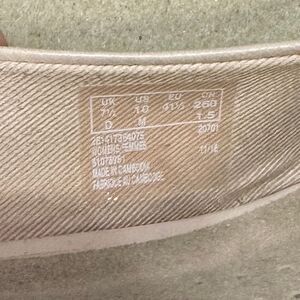 UK US EU CN
7½ 10 41½ 260
D M 1.5
20701
WOMENS FEMMES
11/16
MADE IN CAMBODIA
FABRIQUE AU CAMBODGE